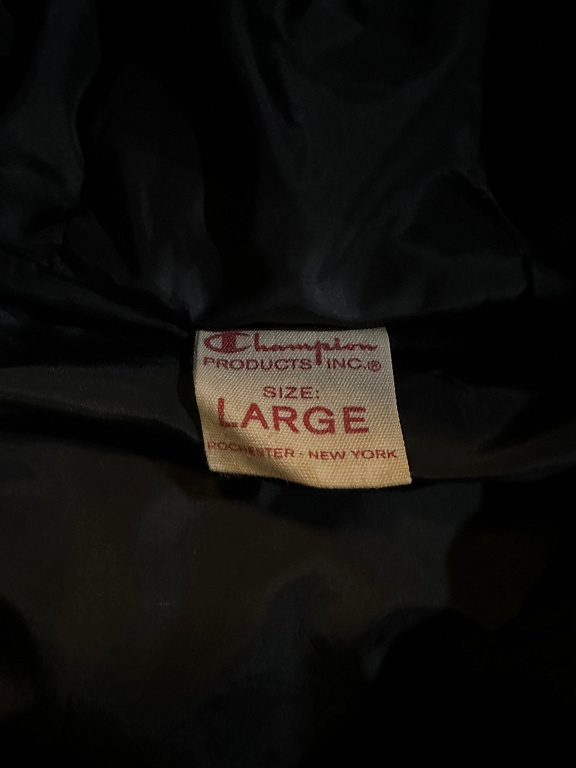 Champion
PRODUCTS INC.®
SIZE:
LARGE
ROCHESTER - NEW YORK